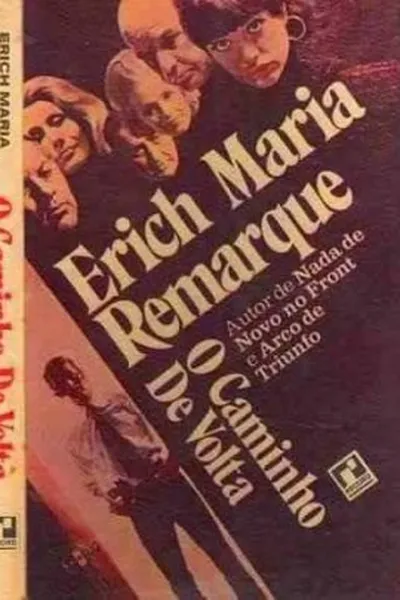 ERICH MARIA
O Caminho De Volta
Erich Maria
Remarque
Autor de Nada de
Novo no Front
e Arco de
Triunfo
O Caminho
De Volta
RECORD